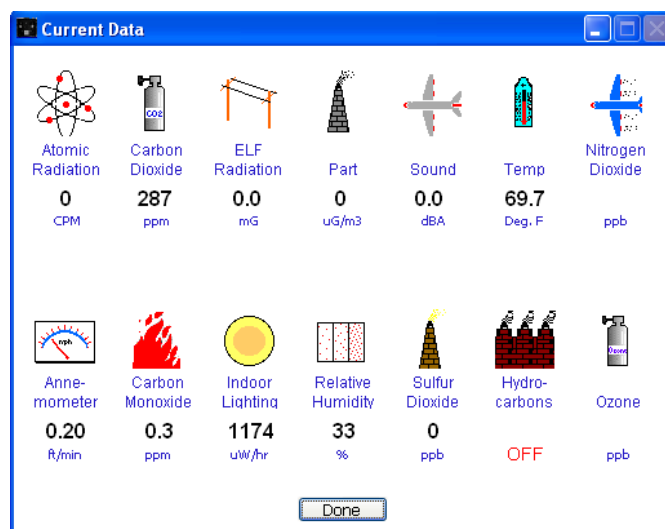 Current Data
CO2
Atomic Radiation
0
CPM
Carbon Dioxide
287
ppm
ELF Radiation
0.0
mG
Part
0
uG/m3
Sound
0.0
dBA
Temp
69.7
Deg. F
Nitrogen Dioxide
ppb
mph
Anne-
mometer
0.20
ft/min
Carbon Monoxide
0.3
ppm
Indoor Lighting
1174
uW/hr
Relative Humidity
33
%
Sulfur Dioxide
0
ppb
Hydro-
carbons
OFF
Ozone
Ozone
ppb
Done